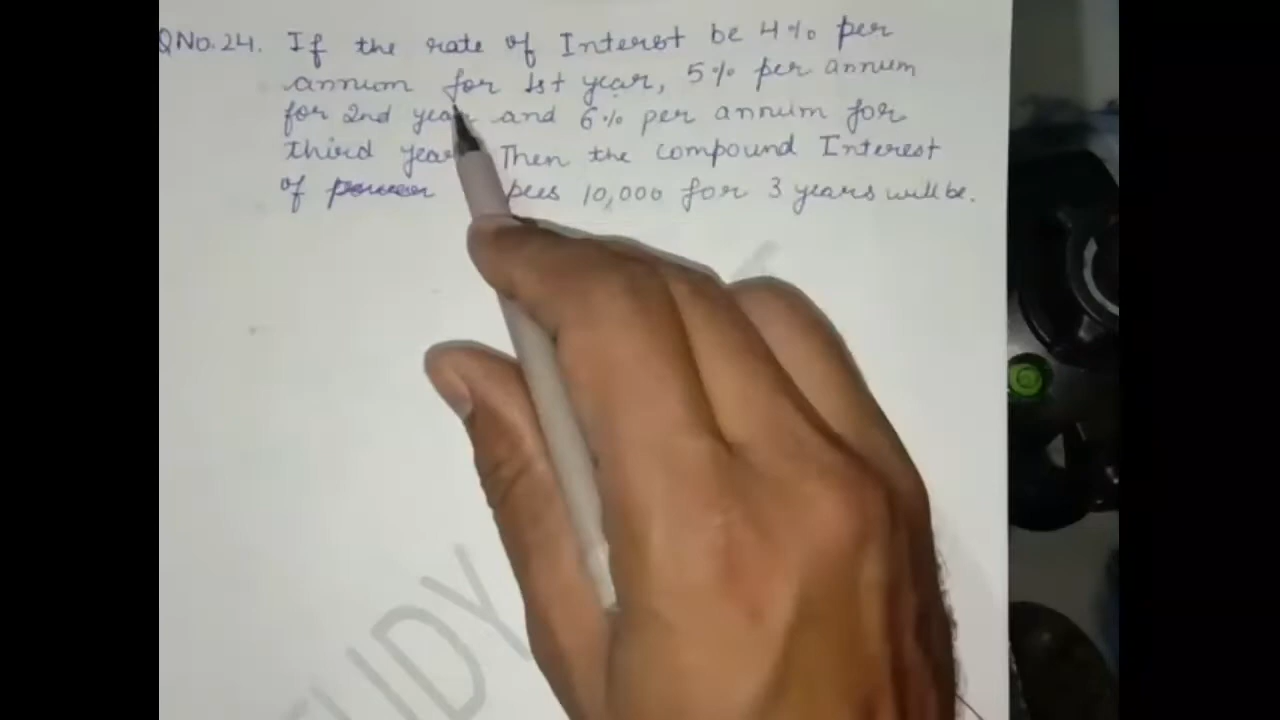 QNo.24. If the rate of Interest be 4% per
annum for 1st year, 5% per annum
for 2nd year and 6% per annum for
third year Then the compound Interest
of pees 10,000 for 3 years will be.
TUDY